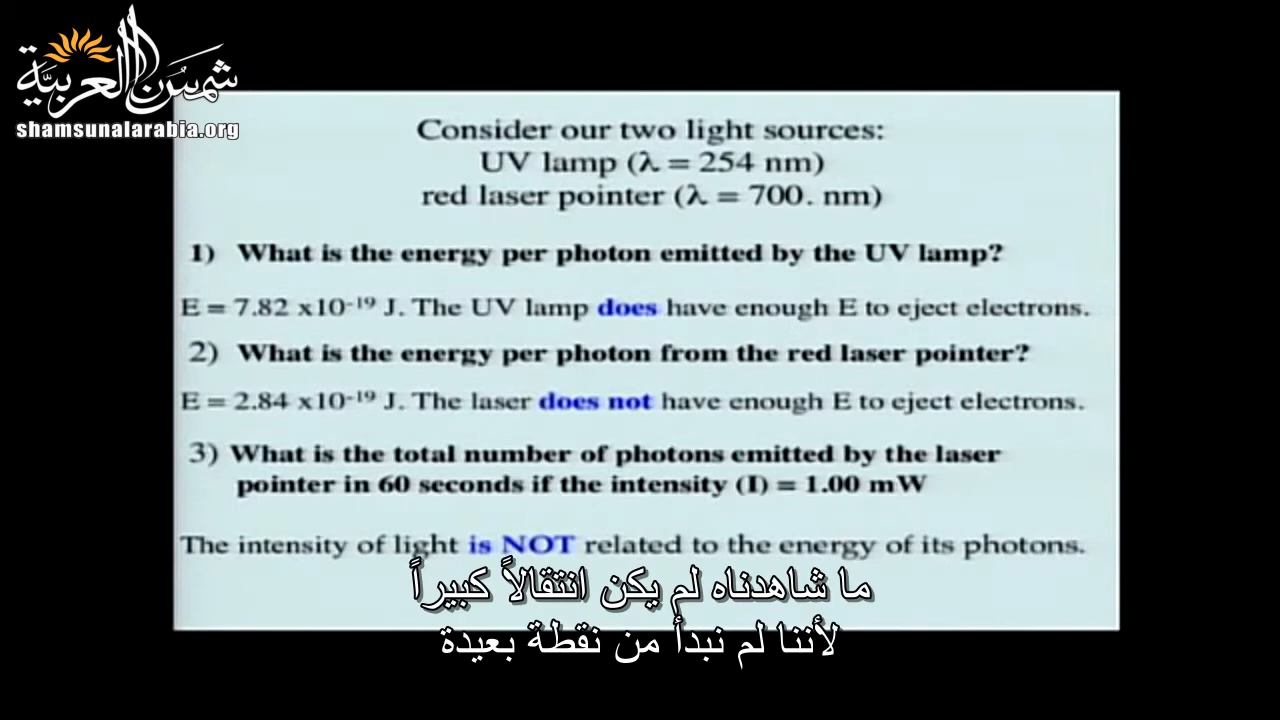 شمس العربية
shamsunalarabia.org
Consider our two light sources:
UV lamp (λ = 254 nm)
red laser pointer (λ = 700. nm)
1) What is the energy per photon emitted by the UV lamp?
E = 7.82 x10⁻¹⁹ J. The UV lamp does have enough E to eject electrons.
2) What is the energy per photon from the red laser pointer?
E = 2.84 x10⁻¹⁹ J. The laser does not have enough E to eject electrons.
3) What is the total number of photons emitted by the laser
pointer in 60 seconds if the intensity (I) = 1.00 mW
The intensity of light is NOT related to the energy of its photons.
ما شاهدناه لم يكن انتقالاً كبيراً
لأننا لم نبدأ من نقطة بعيدة